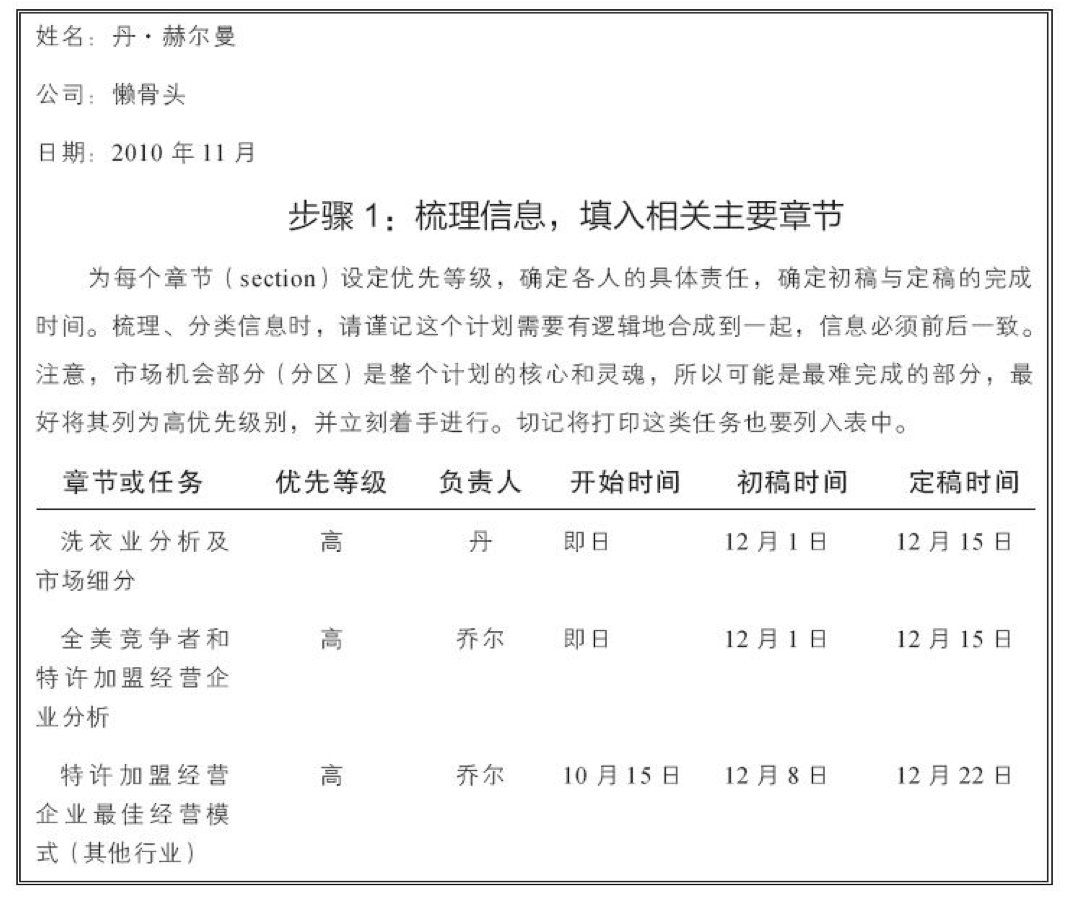 姓名：丹·赫尔曼
公司：懒骨头
日期：2010 年 11 月
步骤 1：梳理信息，填入相关主要章节
为每个章节（section）设定优先等级，确定各人的具体责任，确定初稿与定稿的完成
时间。梳理、分类信息时，请谨记这个计划需要有逻辑地合成到一起，信息必须前后一致。
注意，市场机会部分（分区）是整个计划的核心和灵魂，所以可能是最难完成的部分，最
好将其列为高优先级别，并立刻着手进行。切记将打印这类任务也要列入表中。
章节或任务 优先等级 负责人 开始时间 初稿时间 定稿时间
洗衣业分析及 高 丹 即日 12 月 1 日 12 月 15 日
市场细分
全美竞争者和 高 乔尔 即日 12 月 1 日 12 月 15 日
特许加盟经营企
业分析
特许加盟经营 高 乔尔 10 月 15 日 12 月 8 日 12 月 22 日
企业最佳经营模
式（其他行业）